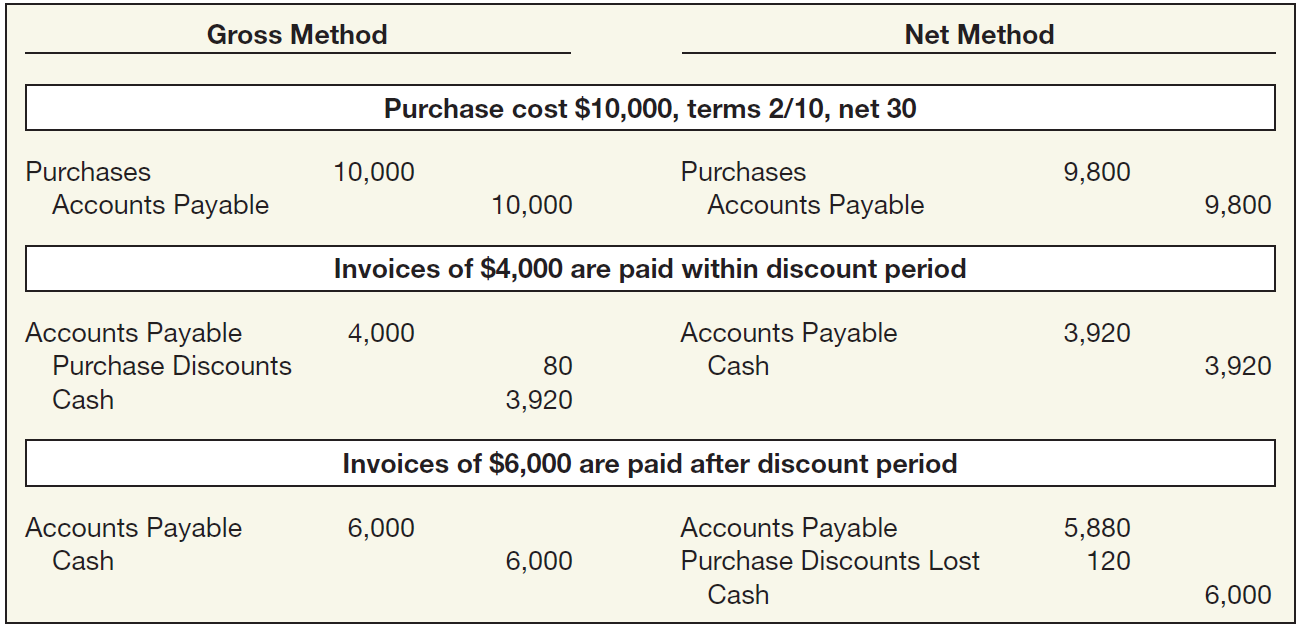 Gross Method Net Method
Purchase cost $10,000, terms 2/10, net 30
Purchases 10,000 Purchases 9,800
Accounts Payable 10,000 Accounts Payable 9,800
Invoices of $4,000 are paid within discount period
Accounts Payable 4,000 Accounts Payable 3,920
Purchase Discounts 80 Cash 3,920
Cash 3,920
Invoices of $6,000 are paid after discount period
Accounts Payable 6,000 Accounts Payable 5,880
Cash 6,000 Purchase Discounts Lost 120
Cash 6,000